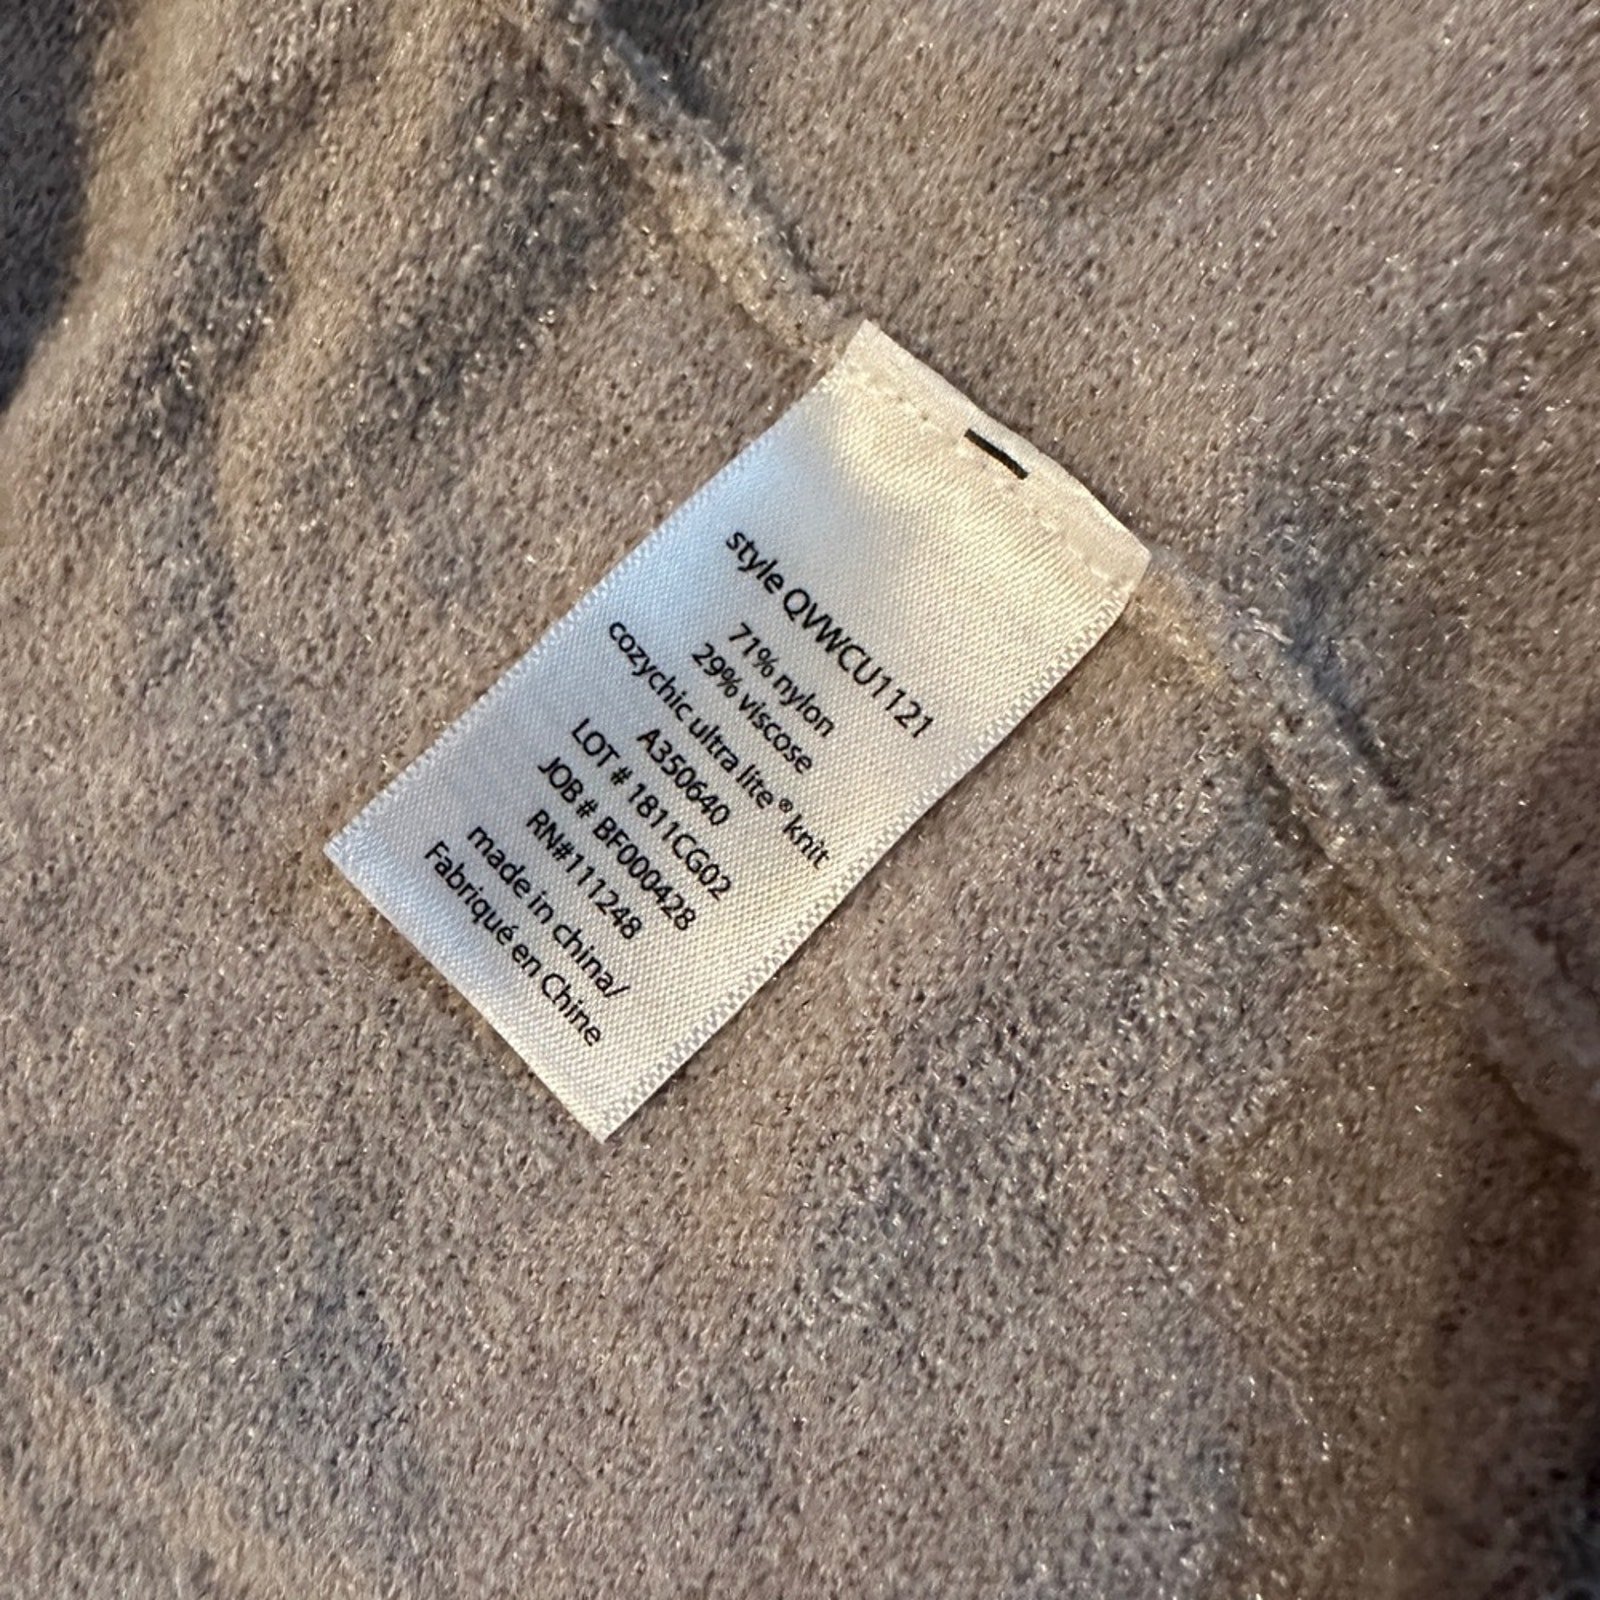 style QVWCU1121
71% nylon
29% viscose
cozychic ultra lite® knit
A350640
LOT # 1811CG02
JOB # BF000428
RN#111248
made in china/
Fabriqué en Chine